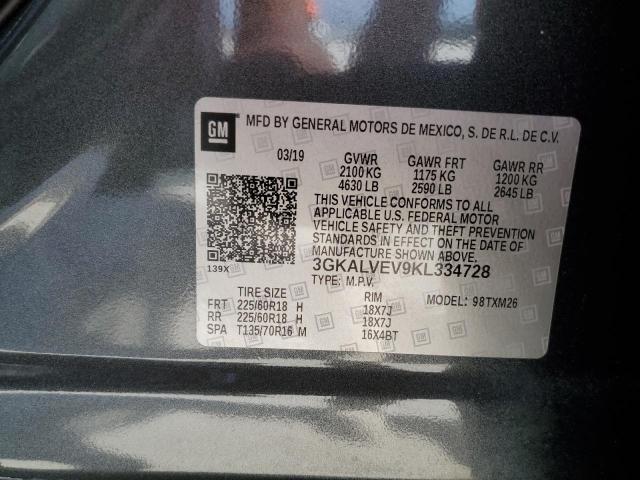 GM
MFD BY GENERAL MOTORS DE MEXICO, S. DE R.L. DE C.V.
03/19 GVWR GAWR FRT GAWR RR
2100 KG 1175 KG 1200 KG
4630 LB 2590 LB 2645 LB
THIS VEHICLE CONFORMS TO ALL
APPLICABLE U.S. FEDERAL MOTOR
VEHICLE SAFETY AND THEFT PREVENTION
STANDARDS IN EFFECT ON THE DATE OF
MANUFACTURE SHOWN ABOVE.
139X
3GKALVEV9KL334728
TYPE: M.P.V.
TIRE SIZE RIM MODEL: 98TXM26
FRT 225/60R18 H 18X7J
RR 225/60R18 H 18X7J
SPA T135/70R16 M 16X4BT